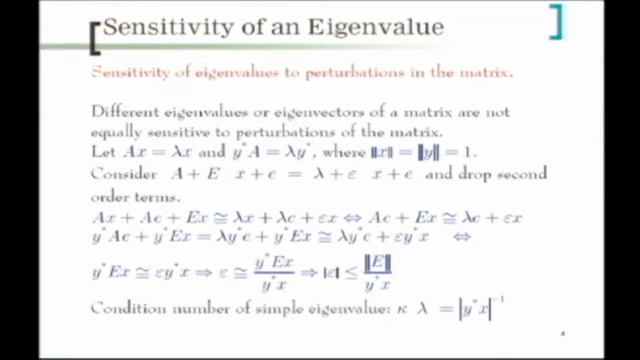 Sensitivity of an Eigenvalue
Sensitivity of eigenvalues to perturbations in the matrix.
Different eigenvalues or eigenvectors of a matrix are not
equally sensitive to perturbations of the matrix.
Let Ax = λx and y*A = λy*, where ‖x‖ = ‖y‖ = 1.
Consider A + E x + e = λ + ε x + e and drop second
order terms.
Ax + Ae + Ex ≅ λx + λe + εx ⇔ Ae + Ex ≅ λe + εx
y*Ae + y*Ex = λy*e + y*Ex ≅ λy*e + εy*x ⇔
y*Ex ≅ εy*x ⇒ ε ≅ y*Ex / y*x ⇒ |ε| ≤ ‖E‖ / y*x
Condition number of simple eigenvalue: κ λ = |y*x|⁻¹
4